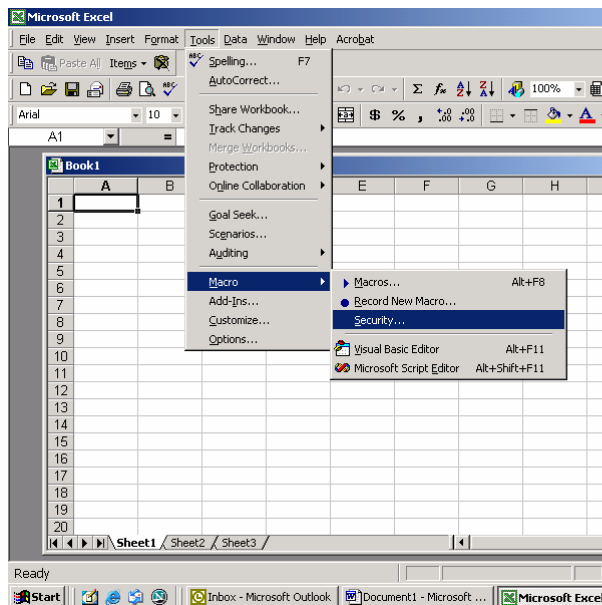 Microsoft Excel
File Edit View Insert Format Tools Data Window Help Acrobat
Paste All Items
Arial 10
100%
$ % ,
A1 =
Spelling... F7
AutoCorrect...
Share Workbook...
Track Changes
Merge Workbooks...
Protection
Online Collaboration
Goal Seek...
Scenarios...
Auditing
Macro
Add-Ins...
Customize...
Options...
Macros... Alt+F8
Record New Macro...
Security...
Visual Basic Editor Alt+F11
Microsoft Script Editor Alt+Shift+F11
Book1
A B E F G H
1
2
3
4
5
6
7
8
9
10
11
12
13
14
15
16
17
18
19
20
Sheet1 Sheet2 Sheet3
Ready
Start Inbox - Microsoft Outlook Document1 - Microsoft ... Microsoft Excel